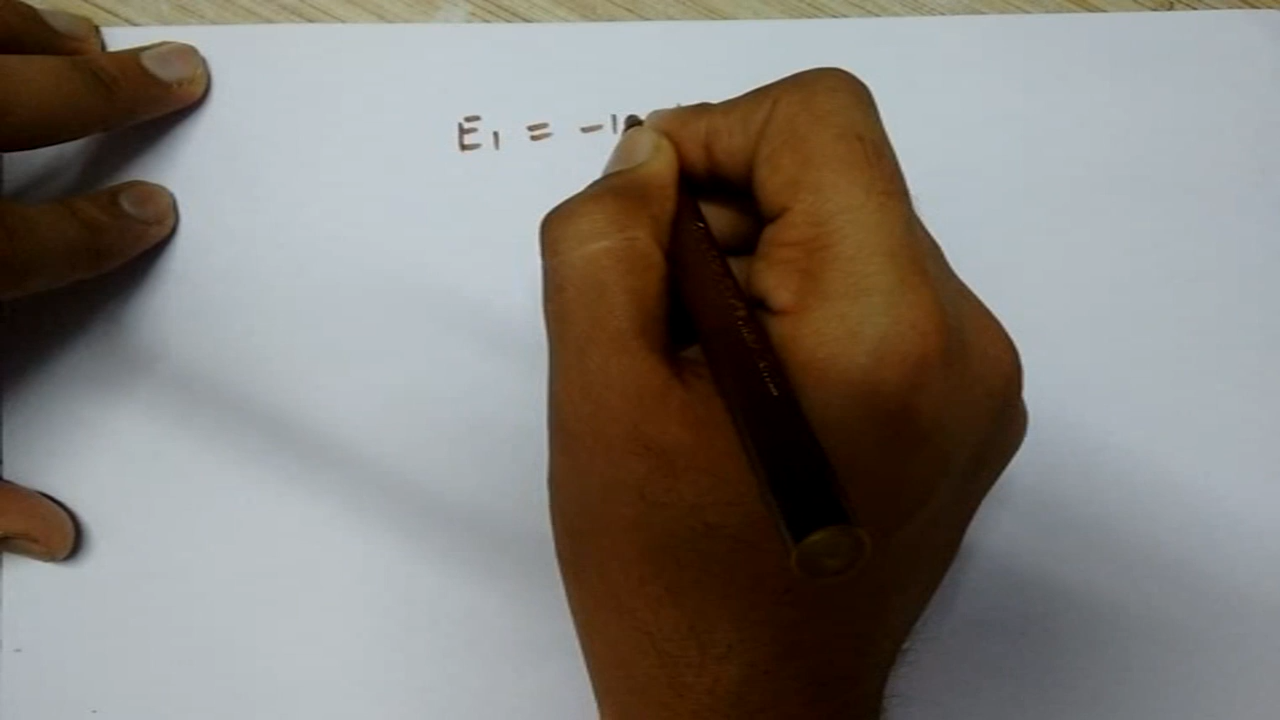 E₁ = -1